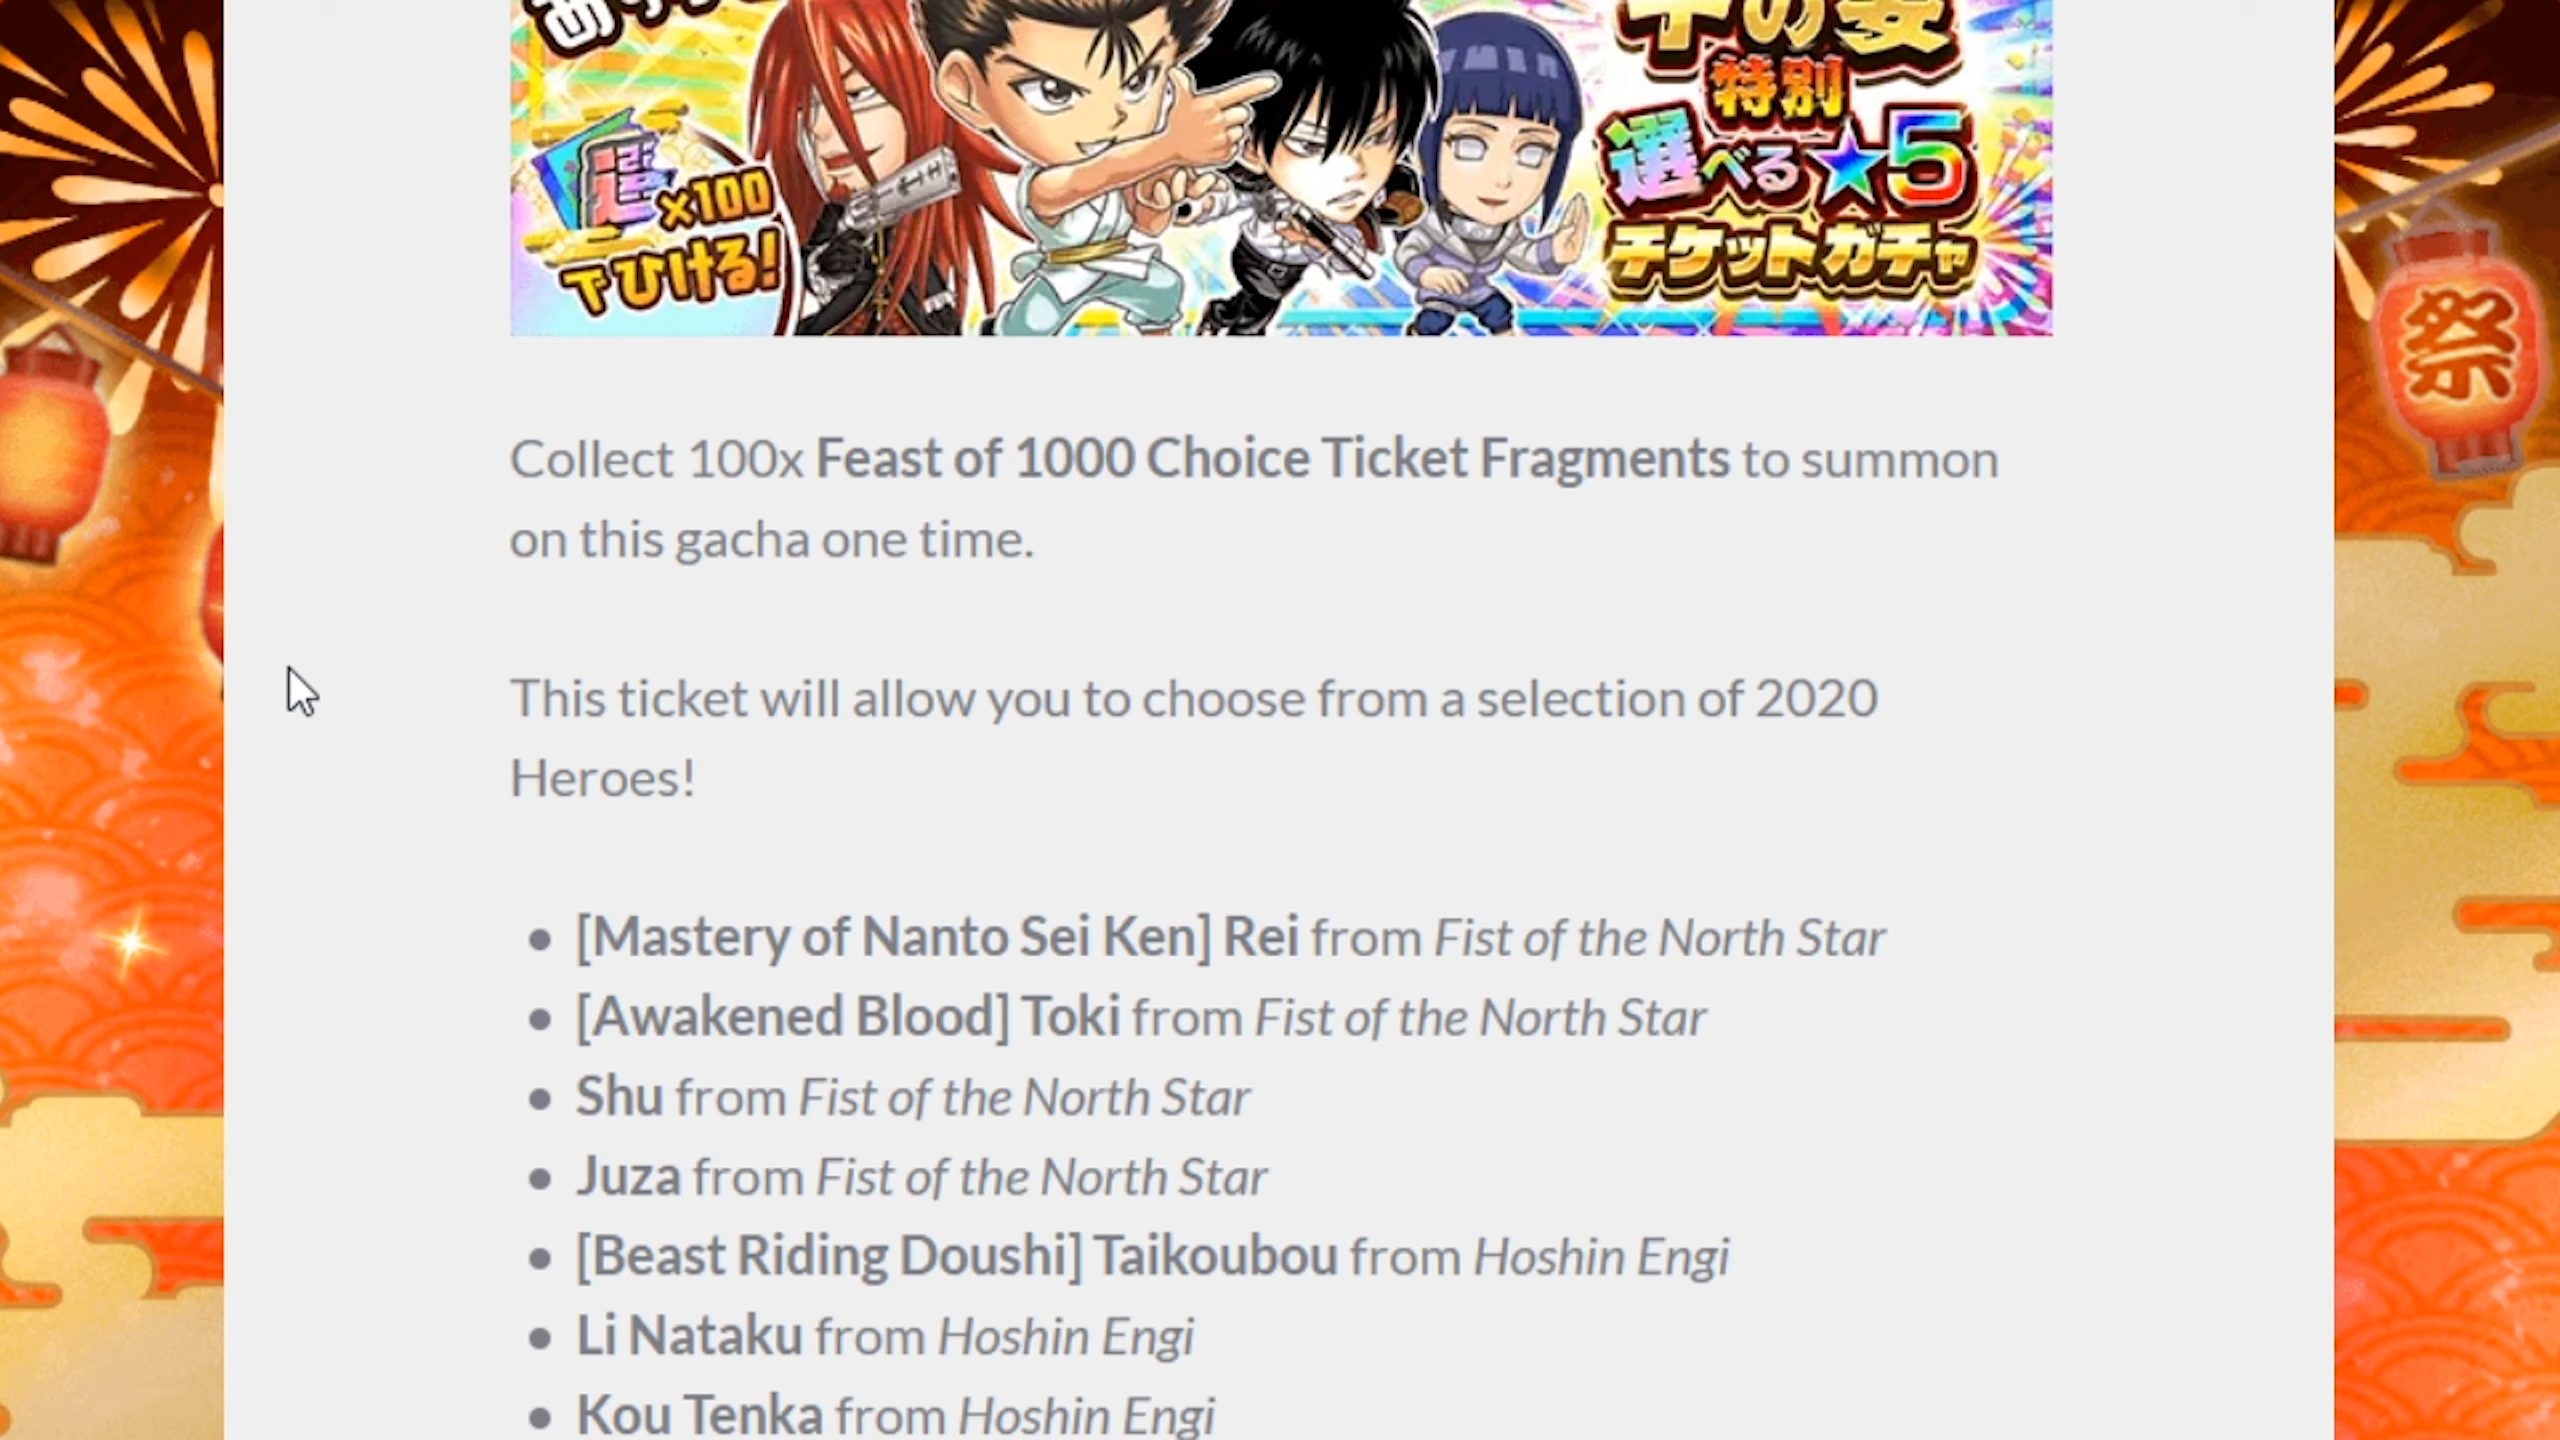 特別
選べる★5
チケットガチャ
×100
でひける!
祭
Collect 100x Feast of 1000 Choice Ticket Fragments to summon
on this gacha one time.
This ticket will allow you to choose from a selection of 2020
Heroes!
• [Mastery of Nanto Sei Ken] Rei from Fist of the North Star
• [Awakened Blood] Toki from Fist of the North Star
• Shu from Fist of the North Star
• Juza from Fist of the North Star
• [Beast Riding Doushi] Taikoubou from Hoshin Engi
• Li Nataku from Hoshin Engi
• Kou Tenka from Hoshin Engi